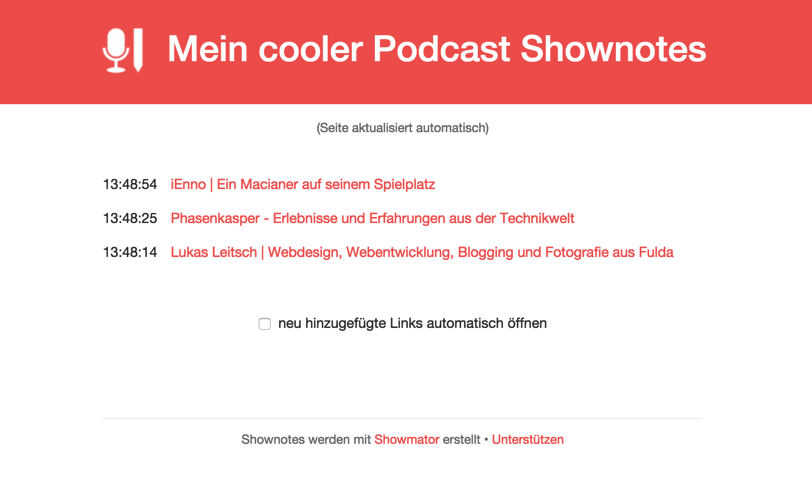 Mein cooler Podcast Shownotes
(Seite aktualisiert automatisch)
13:48:54 iEnno | Ein Macianer auf seinem Spielplatz
13:48:25 Phasenkasper - Erlebnisse und Erfahrungen aus der Technikwelt
13:48:14 Lukas Leitsch | Webdesign, Webentwicklung, Blogging und Fotografie aus Fulda
neu hinzugefügte Links automatisch öffnen
Shownotes werden mit Showmator erstellt • Unterstützen